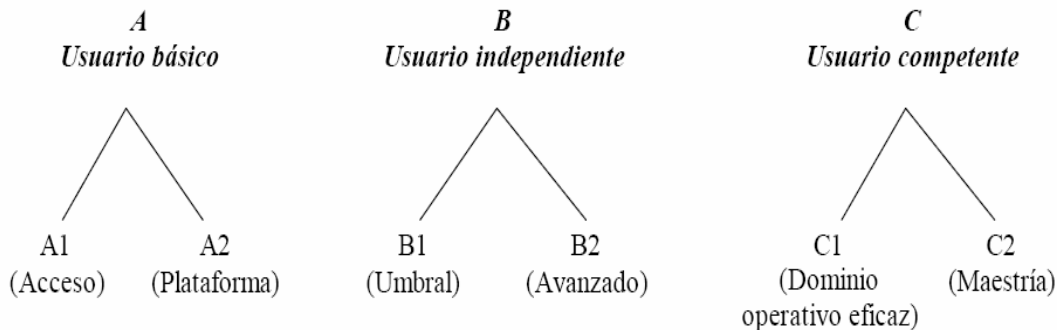 A
Usuario básico
B
Usuario independiente
C
Usuario competente
A1
(Acceso)
A2
(Plataforma)
B1
(Umbral)
B2
(Avanzado)
C1
(Dominio
operativo eficaz)
C2
(Maestría)